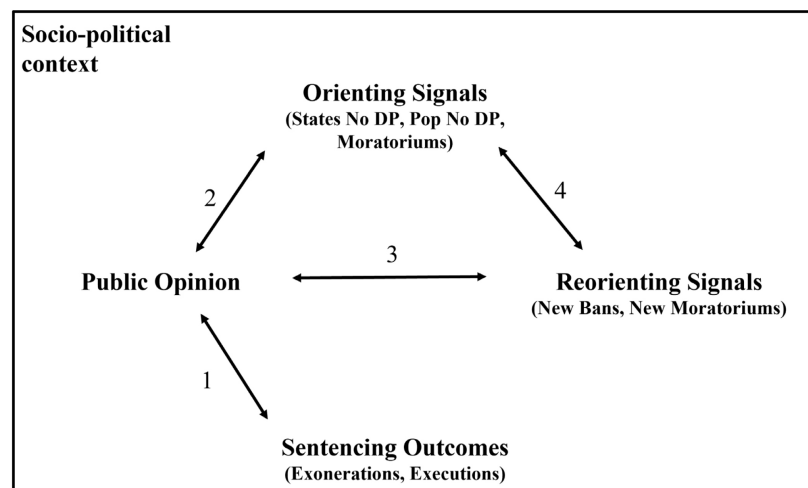 Socio-political
context
Orienting Signals
(States No DP, Pop No DP,
Moratoriums)
2
4
3
Public Opinion
Reorienting Signals
(New Bans, New Moratoriums)
1
Sentencing Outcomes
(Exonerations, Executions)